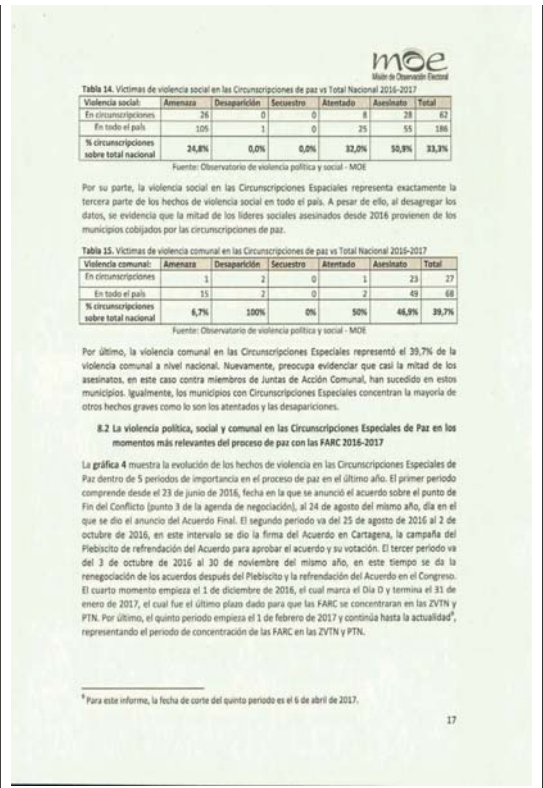 moe
Misión de Observación Electoral
Tabla 14. Víctimas de violencia social en las Circunscripciones de paz vs Total Nacional 2016-2017
Violencia social: Amenaza Desaparición Secuestro Atentado Asesinato Total
En circunscripciones 26 0 0 8 28 62
En todo el país 105 1 0 25 55 186
% circunscripciones
sobre total nacional 24,8% 0,0% 0,0% 32,0% 50,9% 33,3%
Fuente: Observatorio de violencia política y social - MOE
Por su parte, la violencia social en las Circunscripciones Espaciales representa exactamente la
tercera parte de los hechos de violencia social en todo el país. A pesar de ello, al desagregar los
datos, se evidencia que la mitad de los líderes sociales asesinados desde 2016 provienen de los
municipios cobijados por las circunscripciones de paz.
Tabla 15. Víctimas de violencia comunal en las Circunscripciones de paz vs Total Nacional 2016-2017
Violencia comunal: Amenaza Desaparición Secuestro Atentado Asesinato Total
En circunscripciones 1 2 0 1 23 27
En todo el país 15 2 0 2 49 68
% circunscripciones
sobre total nacional 6,7% 100% 0% 50% 46,9% 39,7%
Fuente: Observatorio de violencia política y social - MOE
Por último, la violencia comunal en las Circunscripciones Especiales representó el 39,7% de la
violencia comunal a nivel nacional. Nuevamente, preocupa evidenciar que casi la mitad de los
asesinatos, en este caso contra miembros de Juntas de Acción Comunal, han sucedido en estos
municipios. Igualmente, los municipios con Circunscripciones Especiales concentran la mayoría de
otros hechos graves como lo son los atentados y las desapariciones.
8.2 La violencia política, social y comunal en las Circunscripciones Especiales de Paz en los
momentos más relevantes del proceso de paz con las FARC 2016-2017
La gráfica 4 muestra la evolución de los hechos de violencia en las Circunscripciones Especiales de
Paz dentro de 5 periodos de importancia en el proceso de paz en el último año. El primer periodo
comprende desde el 23 de junio de 2016, fecha en la que se anunció el acuerdo sobre el punto de
Fin del Conflicto (punto 3 de la agenda de negociación), al 24 de agosto del mismo año, día en el
que se dio el anuncio del Acuerdo Final. El segundo periodo va del 25 de agosto de 2016 al 2 de
octubre de 2016, en este intervalo se dio la firma del Acuerdo en Cartagena, la campaña del
Plebiscito de refrendación del Acuerdo para aprobar el acuerdo y su votación. El tercer periodo va
del 3 de octubre de 2016 al 30 de noviembre del mismo año, en este tiempo se da la
renegociación de los acuerdos después del Plebiscito y la refrendación del Acuerdo en el Congreso.
El cuarto momento empieza el 1 de diciembre de 2016, el cual marca el Día D y termina el 31 de
enero de 2017, el cual fue el último plazo dado para que las FARC se concentraran en las ZVTN y
PTN. Por último, el quinto periodo empieza el 1 de febrero de 2017 y continúa hasta la actualidad⁹,
representando el periodo de concentración de las FARC en las ZVTN y PTN.
⁹ Para este informe, la fecha de corte del quinto periodo es el 6 de abril de 2017.
17